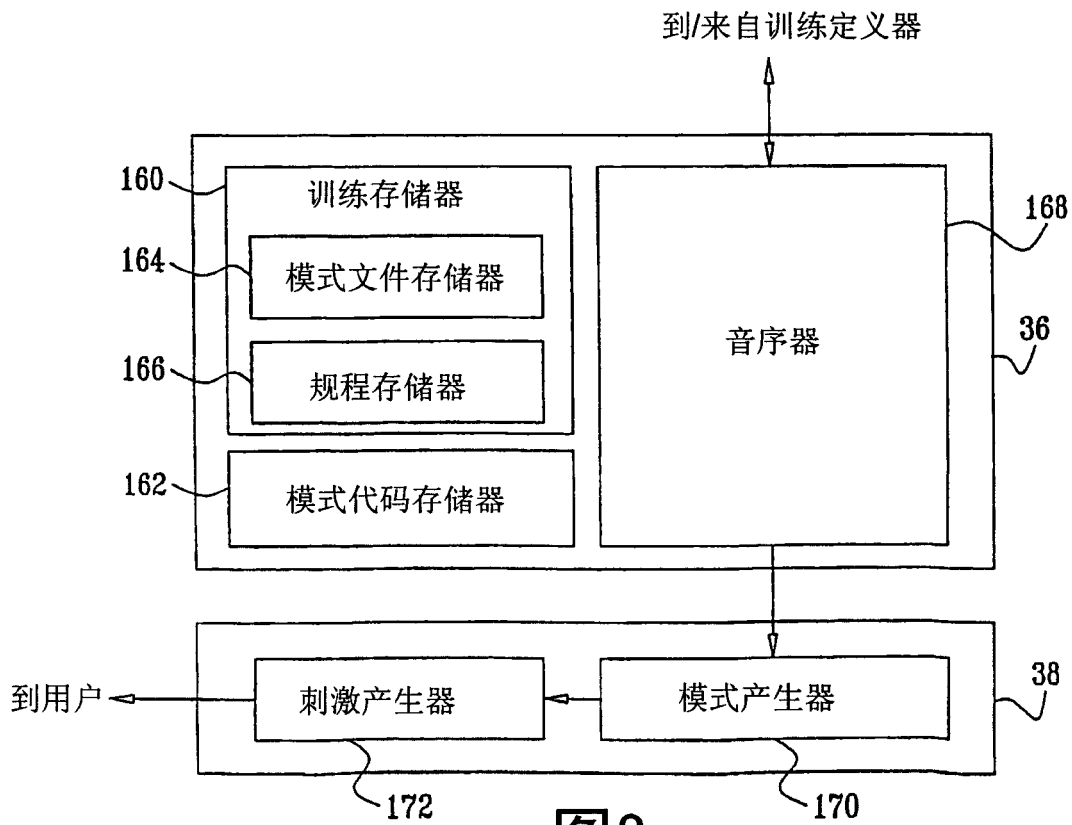 到/来自训练定义器
160
训练存储器
168
164
模式文件存储器
音序器
36
166
规程存储器
162
模式代码存储器
38
到用户
刺激产生器
模式产生器
172
170